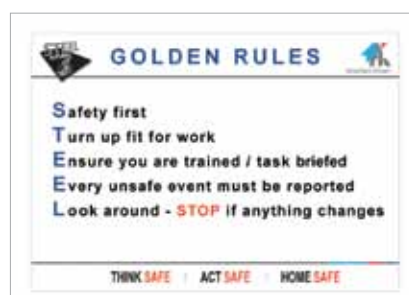 GOLDEN RULES
Safety first
Turn up fit for work
Ensure you are trained / task briefed
Every unsafe event must be reported
Look around - STOP if anything changes
THINK SAFE ACT SAFE HOME SAFE